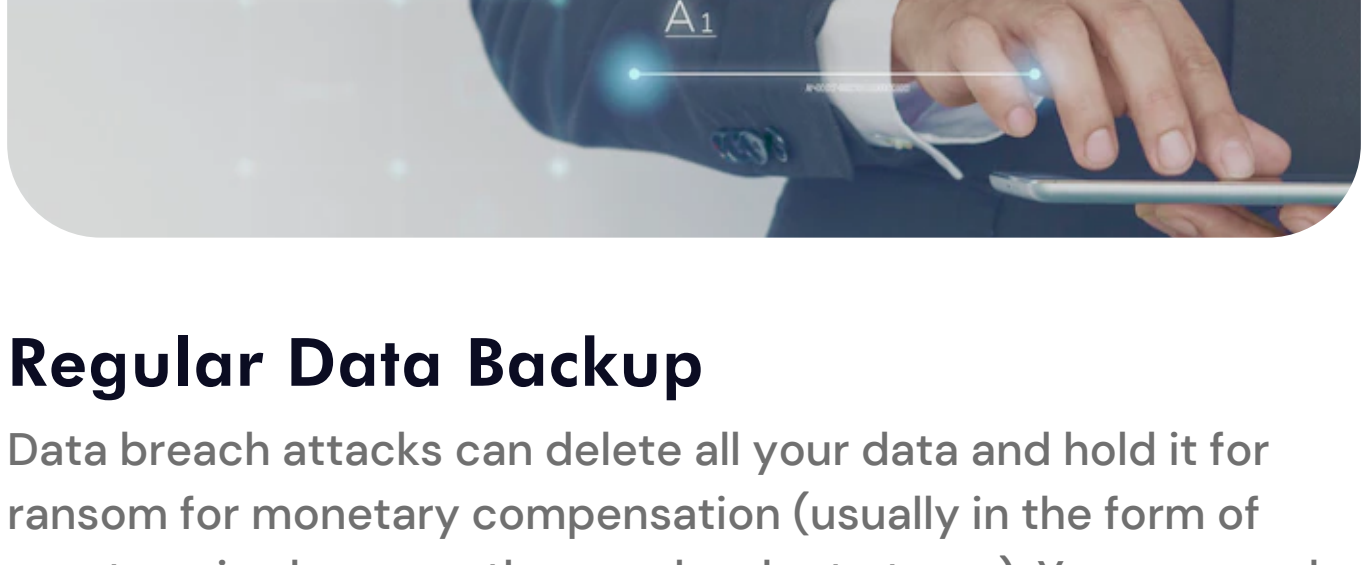 A1
Regular Data Backup
Data breach attacks can delete all your data and hold it for
ransom for monetary compensation (usually in the form of